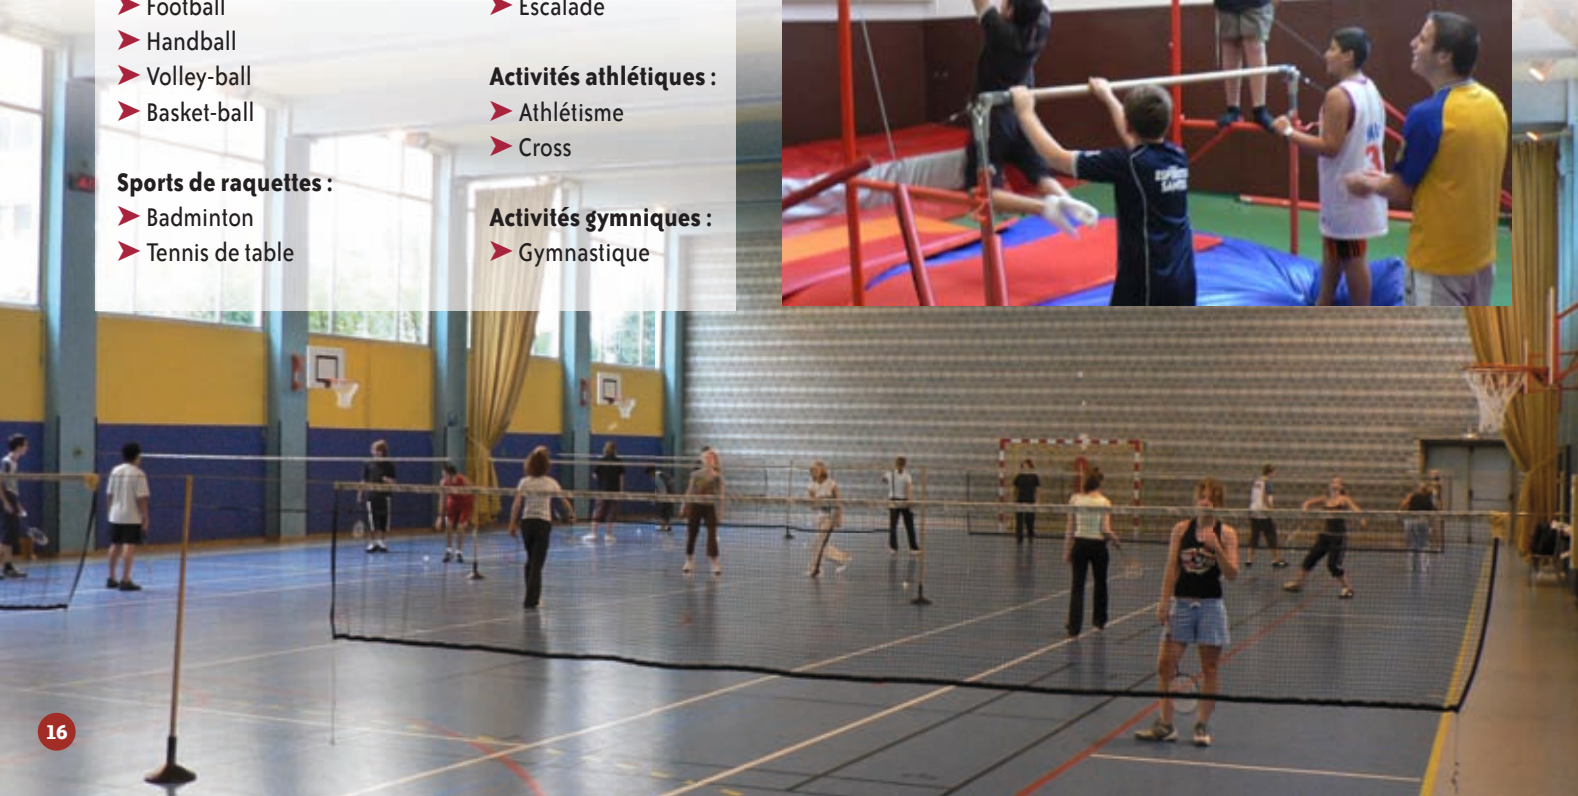 Football
Handball
Volley-ball
Basket-ball
Sports de raquettes :
Badminton
Tennis de table
Escalade
Activités athlétiques :
Athlétisme
Cross
Activités gymniques :
Gymnastique
3
16